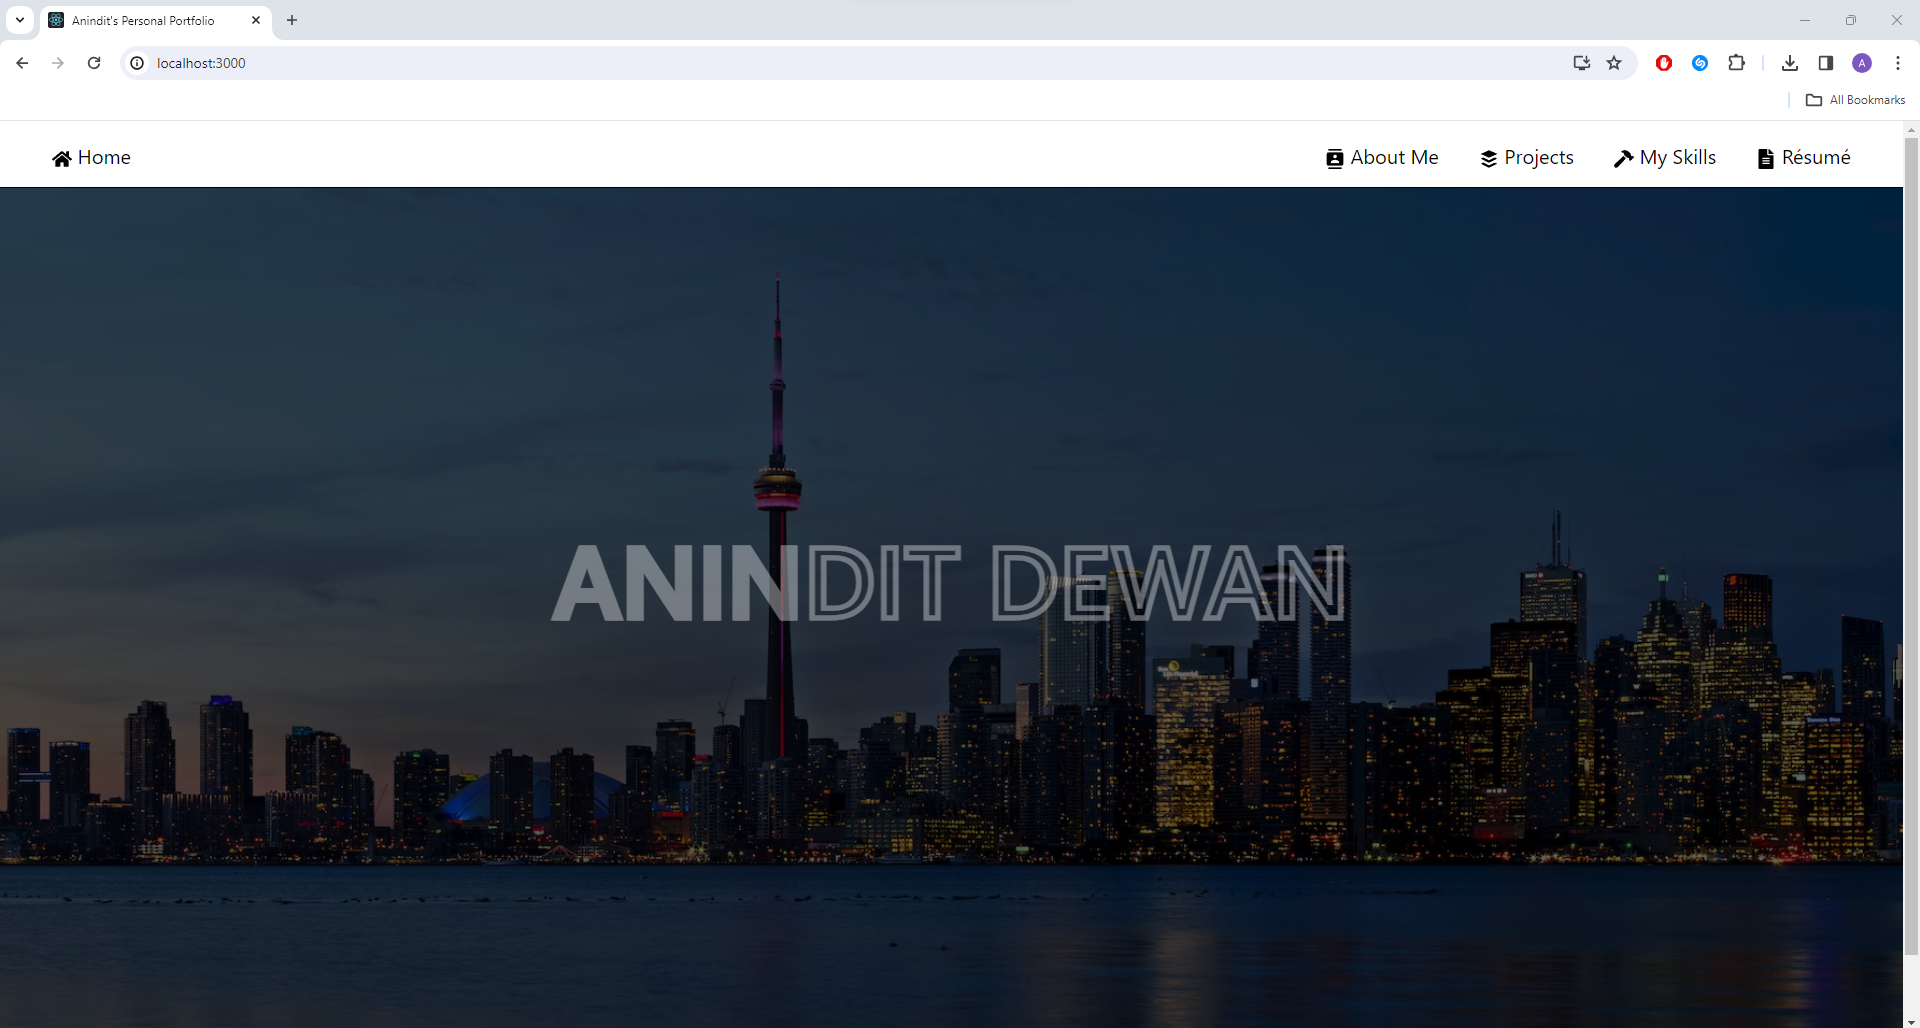 Anindit's Personal Portfolio
localhost:3000
A
All Bookmarks
Home
About Me
Projects
My Skills
Résumé
ANINDIT DEWAN